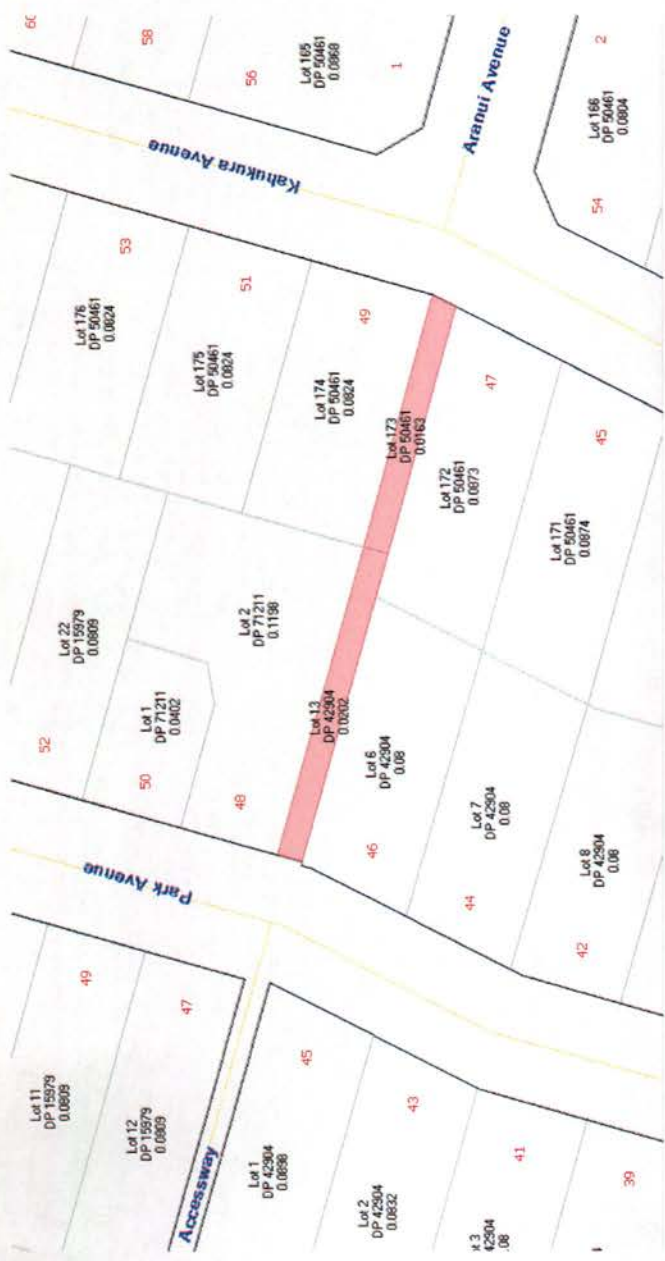 60
58
56
Lot 165
DP 50461
0.0868
1
Aranui Avenue
2
Lot 166
DP 50461
0.0804
54
Kahukura Avenue
Lot 176
DP 50461
0.0824
53
Lot 175
DP 50461
0.0824
51
Lot 174
DP 50461
0.0824
49
Lot 173
DP 50461
0.0163
Lot 172
DP 50461
0.0873
47
Lot 171
DP 50461
0.0874
45
52
Lot 22
DP 15979
0.0809
50
Lot 1
DP 71211
0.0402
48
Lot 2
DP 71211
0.1198
Lot 13
DP 42904
0.0202
46
Lot 6
DP 42904
0.08
44
Lot 7
DP 42904
0.08
42
Lot 8
DP 42904
0.08
Park Avenue
Lot 11
DP 15979
0.0809
49
Lot 12
DP 15979
0.0809
47
Accessway
Lot 1
DP 42904
0.0898
45
Lot 2
DP 42904
0.0832
43
t 3
42904
.08
41
39